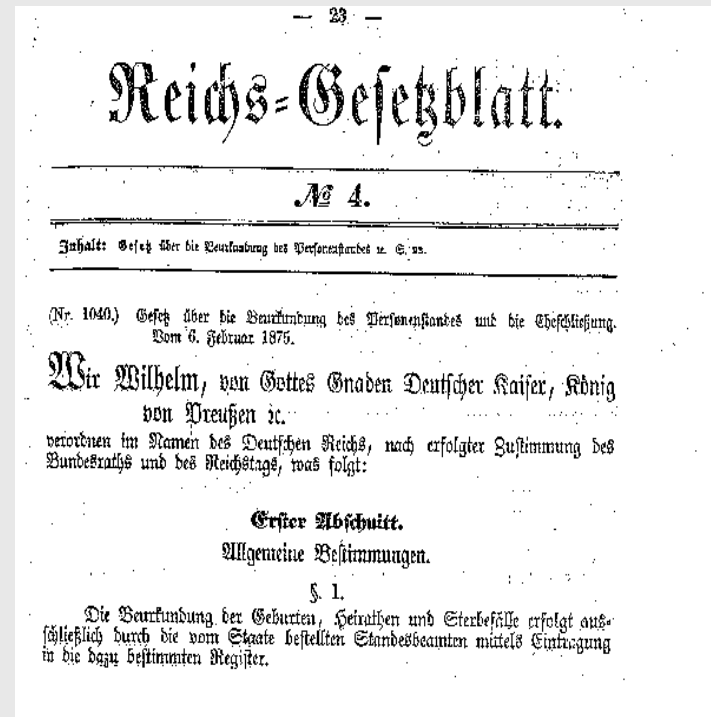 — 23 —
Reichs-Gesetzblatt.
№ 4.
Inhalt: Gesetz über die Beurkundung des Personenstandes ꝛc. S. 23.
(Nr. 1040.) Gesetz über die Beurkundung des Personenstandes und die Eheschließung.
Vom 6. Februar 1875.
Wir Wilhelm, von Gottes Gnaden Deutscher Kaiser, König
von Preußen ꝛc.
verordnen im Namen des Deutschen Reichs, nach erfolgter Zustimmung des
Bundesraths und des Reichstags, was folgt:
Erster Abschnitt.
Allgemeine Bestimmungen.
§. 1.
Die Beurkundung der Geburten, Heirathen und Sterbefälle erfolgt aus-
schließlich durch die vom Staate bestellten Standesbeamten mittels Eintragung
in die dazu bestimmten Register.